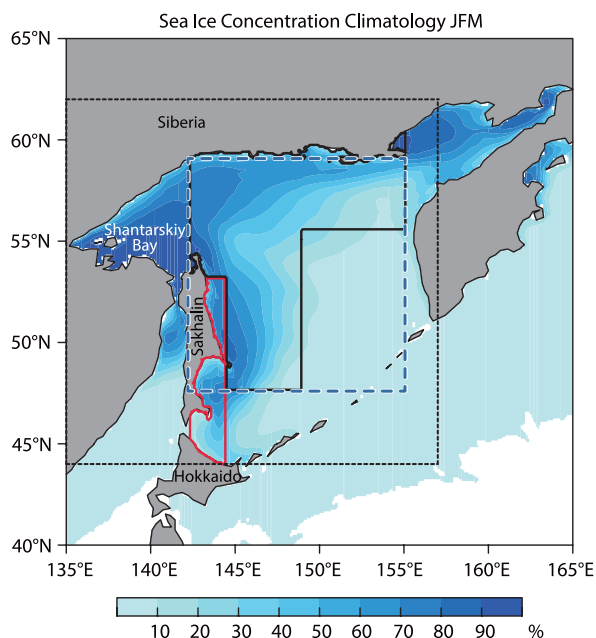 Sea Ice Concentration Climatology JFM
65°N
Siberia
60°N
Shantarskiy
Bay
55°N
Sakhalin
50°N
45°N
Hokkaido
40°N
135°E 140°E 145°E 150°E 155°E 160°E 165°E
10 20 30 40 50 60 70 80 90 %